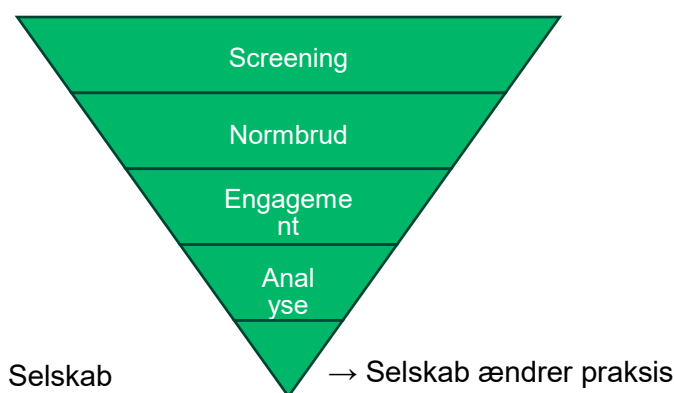 Screening
Normbrud
Engageme
nt
Anal
yse
Selskab
→ Selskab ændrer praksis